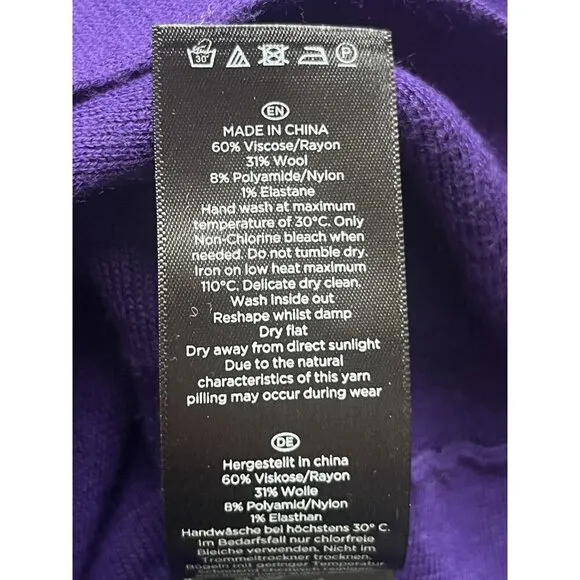 30°
P
EN
MADE IN CHINA
60% Viscose/Rayon
31% Wool
8% Polyamide/Nylon
1% Elastane
Hand wash at maximum
temperature of 30°C. Only
Non-Chlorine bleach when
needed. Do not tumble dry.
Iron on low heat maximum
110°C. Delicate dry clean.
Wash inside out
Reshape whilst damp
Dry flat
Dry away from direct sunlight
Due to the natural
characteristics of this yarn
pilling may occur during wear
DE
Hergestellt in china
60% Viskose/Rayon
31% Wolle
8% Polyamid/Nylon
1% Elasthan
Handwäsche bei höchstens 30° C.
im Bedarfsfall nur chlorfreie
Bleiche verwenden. Nicht im
Trommeltrockner trocknen.
Bügeln mit geringer Temperatur